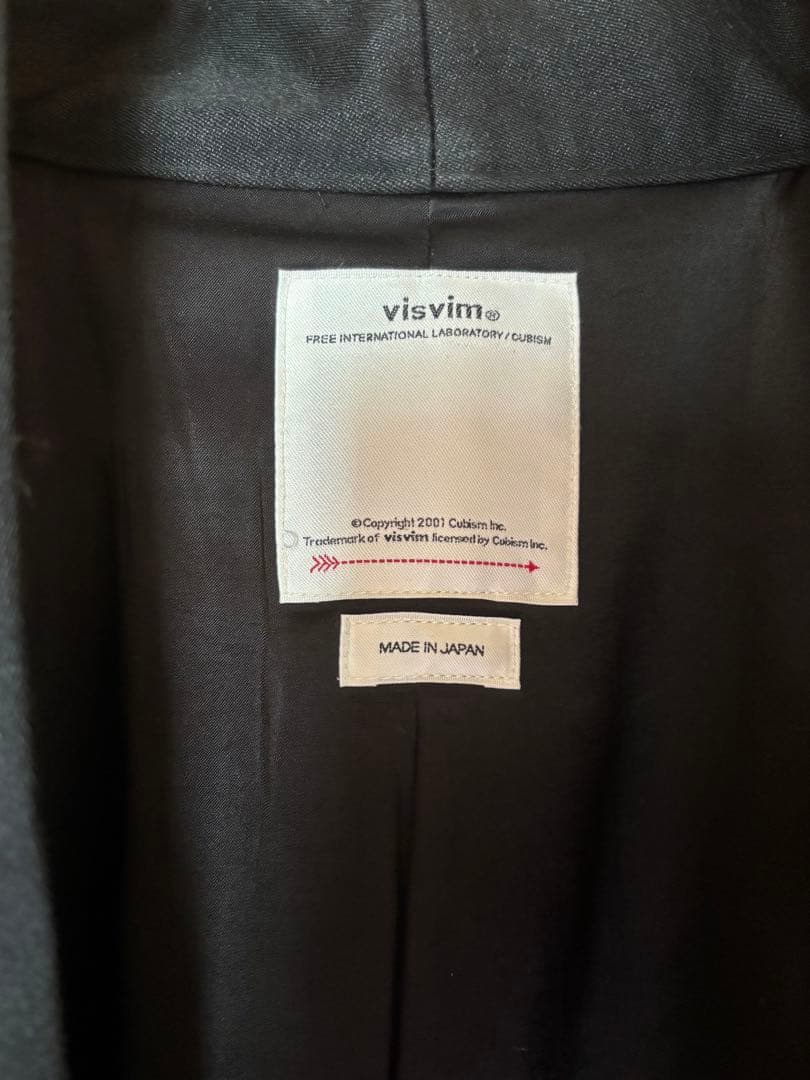 visvim®
FREE INTERNATIONAL LABORATORY / CUBISM
©Copyright 2001 Cubism Inc.
Trademark of visvim licensed by Cubism Inc.
MADE IN JAPAN